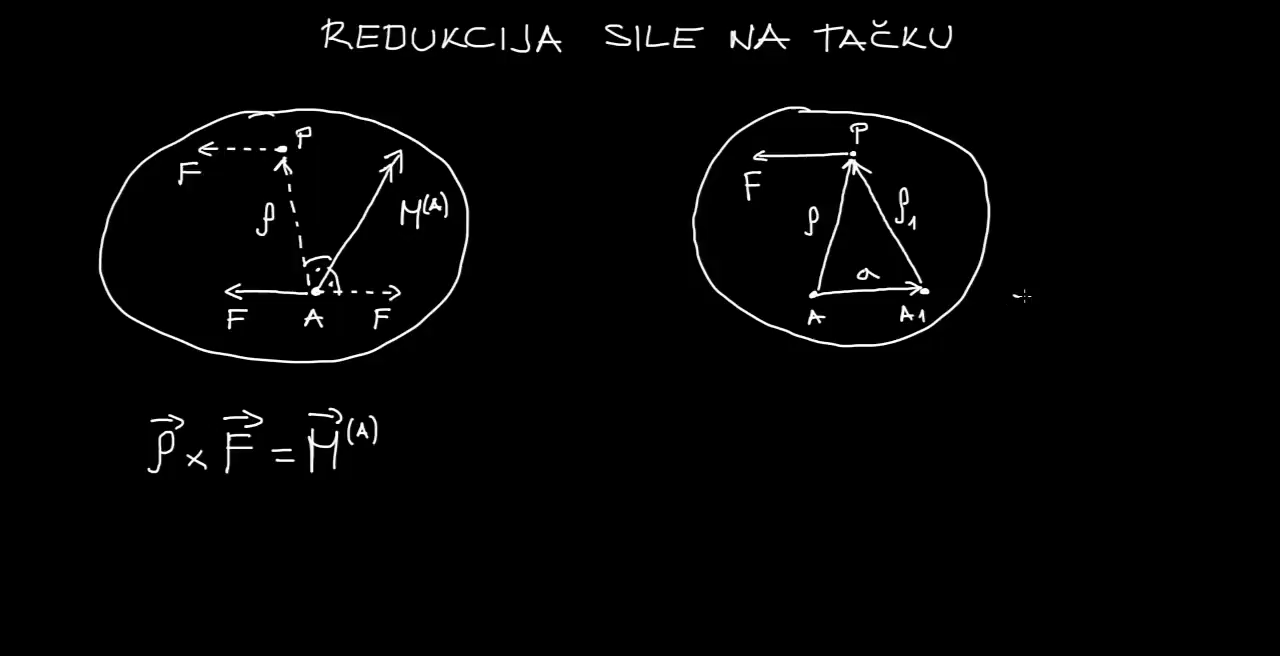 REDUKCIJA SILE NA TAČKU
P
F
ρ
M(A)
F A F
P
F
ρ ρ1
a
A A1
ρ⃗ × F⃗ = M⃗(A)